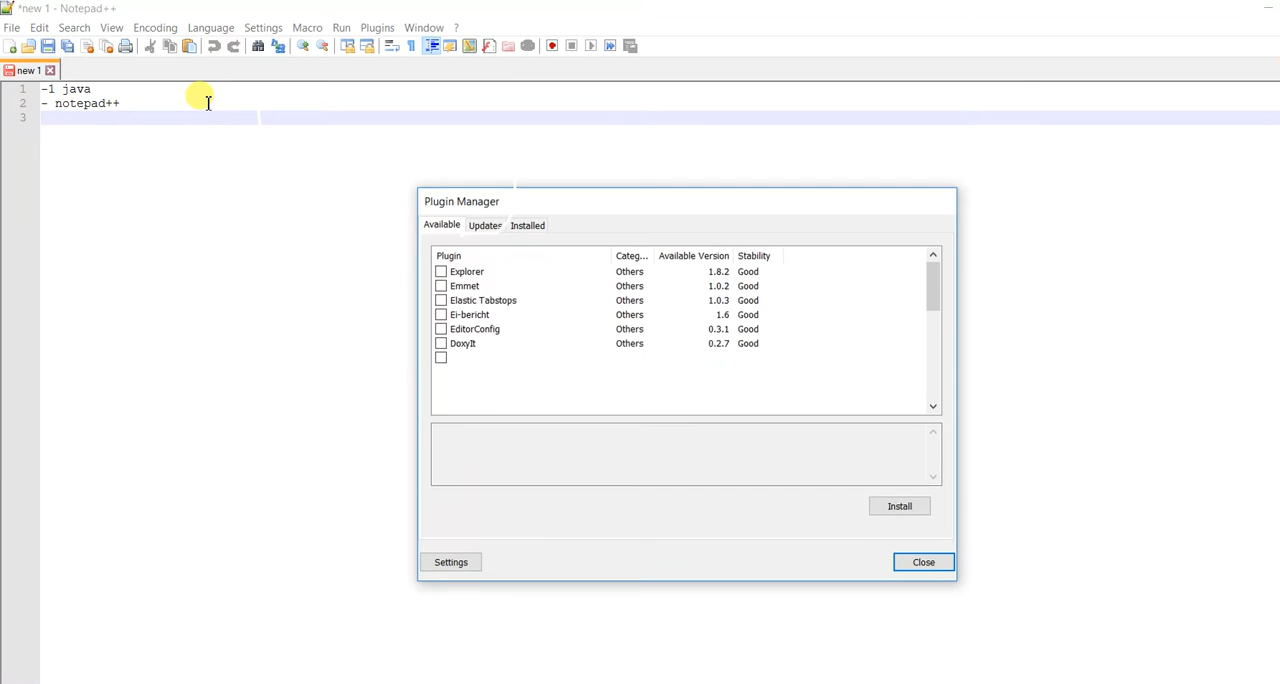 *new 1 - Notepad++
File Edit Search View Encoding Language Settings Macro Run Plugins Window ?
new 1
1 -1 java
2 - notepad++
3
Plugin Manager
Available Updates Installed
Plugin Categ... Available Version Stability
Explorer Others 1.8.2 Good
Emmet Others 1.0.2 Good
Elastic Tabstops Others 1.0.3 Good
Ei-bericht Others 1.6 Good
EditorConfig Others 0.3.1 Good
DoxyIt Others 0.2.7 Good
Install
Settings Close